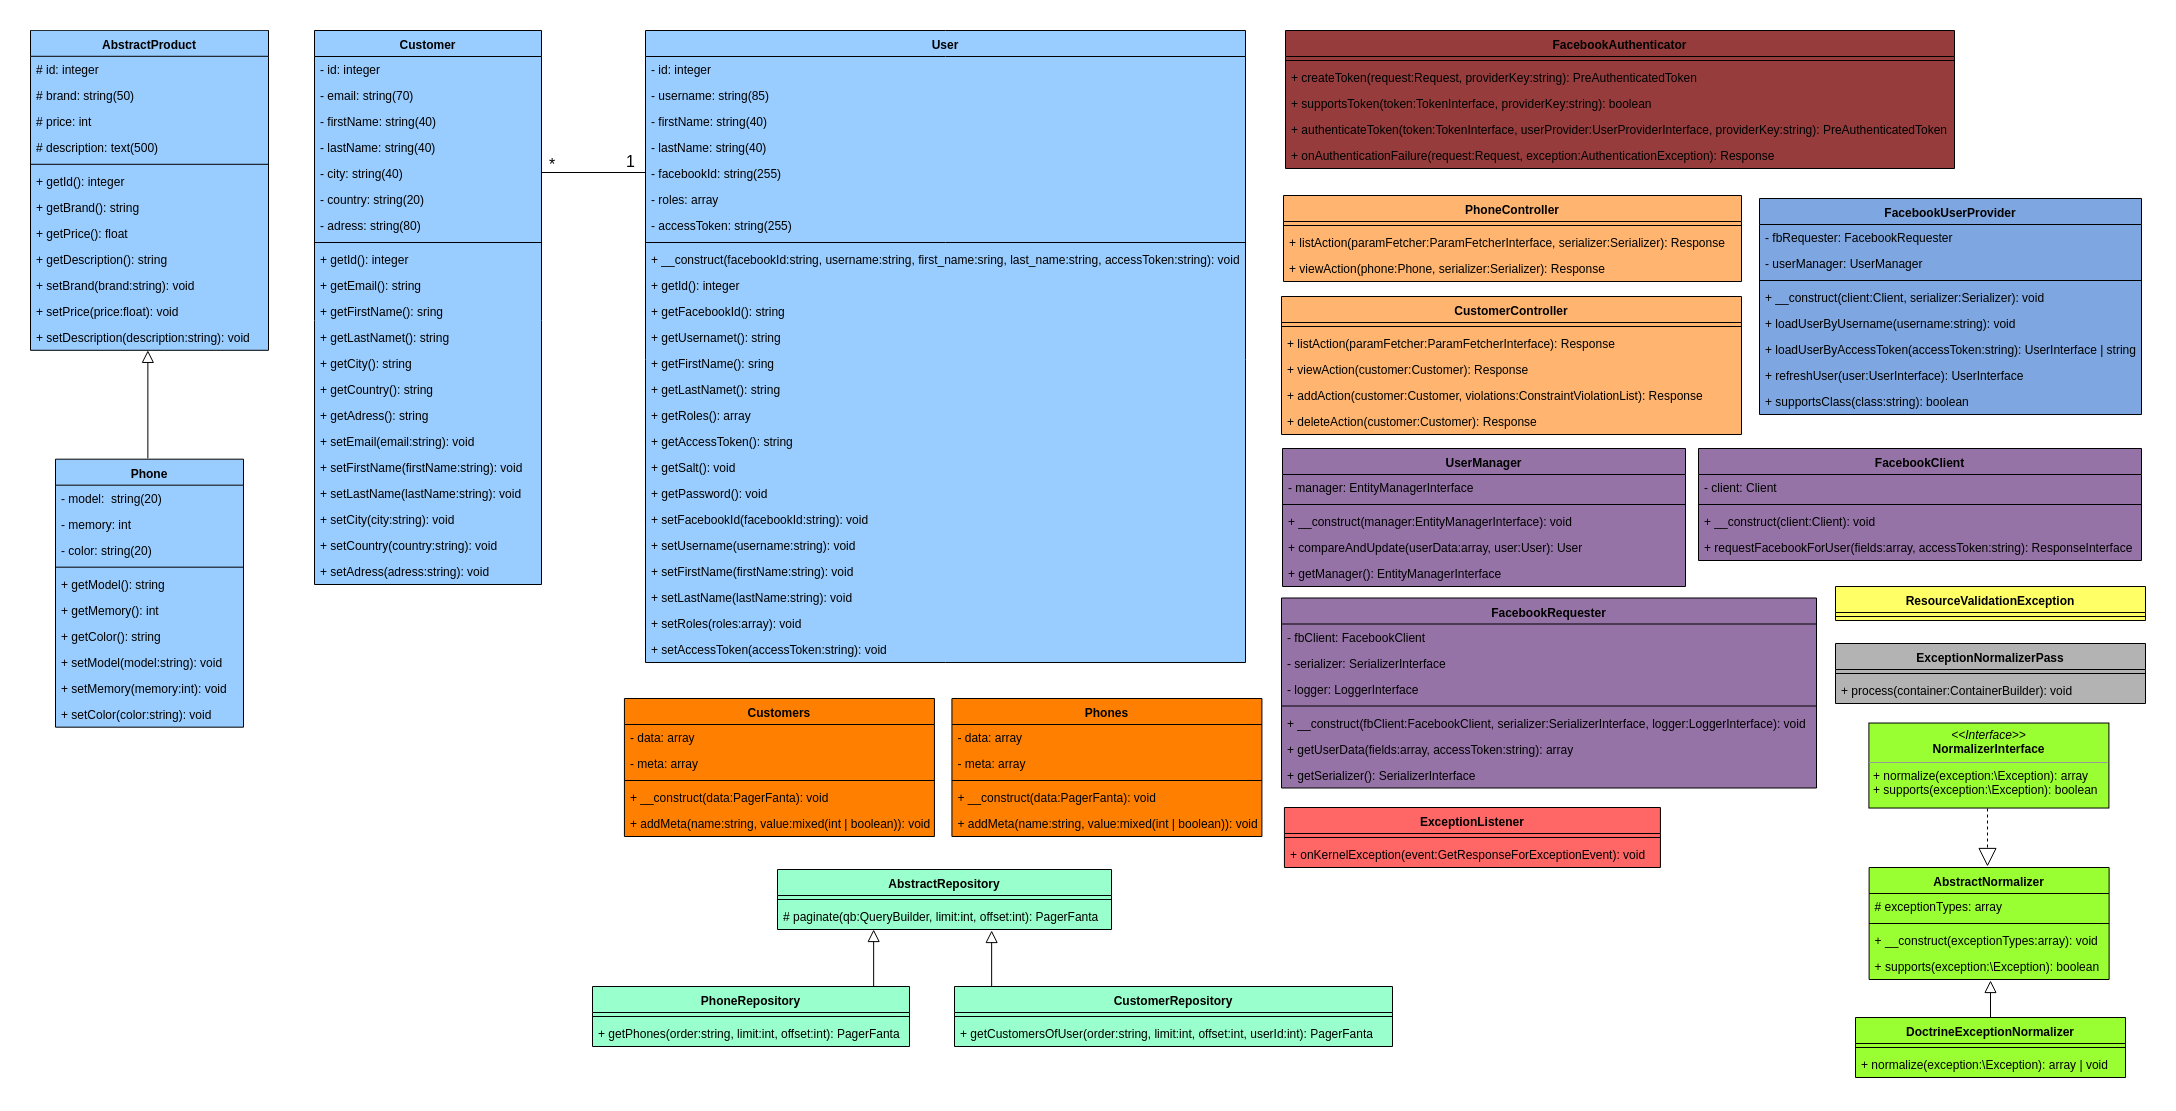 AbstractProduct
# id: integer
# brand: string(50)
# price: int
# description: text(500)
+ getId(): integer
+ getBrand(): string
+ getPrice(): float
+ getDescription(): string
+ setBrand(brand:string): void
+ setPrice(price:float): void
+ setDescription(description:string): void
Phone
- model:  string(20)
- memory: int
- color: string(20)
+ getModel(): string
+ getMemory(): int
+ getColor(): string
+ setModel(model:string): void
+ setMemory(memory:int): void
+ setColor(color:string): void
Customer
- id: integer
- email: string(70)
- firstName: string(40)
- lastName: string(40)
- city: string(40)
- country: string(20)
- adress: string(80)
+ getId(): integer
+ getEmail(): string
+ getFirstName(): sring
+ getLastNamet(): string
+ getCity(): string
+ getCountry(): string
+ getAdress(): string
+ setEmail(email:string): void
+ setFirstName(firstName:string): void
+ setLastName(lastName:string): void
+ setCity(city:string): void
+ setCountry(country:string): void
+ setAdress(adress:string): void
* 1
User
- id: integer
- username: string(85)
- firstName: string(40)
- lastName: string(40)
- facebookId: string(255)
- roles: array
- accessToken: string(255)
+ __construct(facebookId:string, username:string, first_name:sring, last_name:string, accessToken:string): void
+ getId(): integer
+ getFacebookId(): string
+ getUsernamet(): string
+ getFirstName(): sring
+ getLastNamet(): string
+ getRoles(): array
+ getAccessToken(): string
+ getSalt(): void
+ getPassword(): void
+ setFacebookId(facebookId:string): void
+ setUsername(username:string): void
+ setFirstName(firstName:string): void
+ setLastName(lastName:string): void
+ setRoles(roles:array): void
+ setAccessToken(accessToken:string): void
Customers
- data: array
- meta: array
+ __construct(data:PagerFanta): void
+ addMeta(name:string, value:mixed(int | boolean)): void
Phones
- data: array
- meta: array
+ __construct(data:PagerFanta): void
+ addMeta(name:string, value:mixed(int | boolean)): void
AbstractRepository
# paginate(qb:QueryBuilder, limit:int, offset:int): PagerFanta
PhoneRepository
+ getPhones(order:string, limit:int, offset:int): PagerFanta
CustomerRepository
+ getCustomersOfUser(order:string, limit:int, offset:int, userId:int): PagerFanta
FacebookAuthenticator
+ createToken(request:Request, providerKey:string): PreAuthenticatedToken
+ supportsToken(token:TokenInterface, providerKey:string): boolean
+ authenticateToken(token:TokenInterface, userProvider:UserProviderInterface, providerKey:string): PreAuthenticatedToken
+ onAuthenticationFailure(request:Request, exception:AuthenticationException): Response
PhoneController
+ listAction(paramFetcher:ParamFetcherInterface, serializer:Serializer): Response
+ viewAction(phone:Phone, serializer:Serializer): Response
CustomerController
+ listAction(paramFetcher:ParamFetcherInterface): Response
+ viewAction(customer:Customer): Response
+ addAction(customer:Customer, violations:ConstraintViolationList): Response
+ deleteAction(customer:Customer): Response
FacebookUserProvider
- fbRequester: FacebookRequester
- userManager: UserManager
+ __construct(client:Client, serializer:Serializer): void
+ loadUserByUsername(username:string): void
+ loadUserByAccessToken(accessToken:string): UserInterface | string
+ refreshUser(user:UserInterface): UserInterface
+ supportsClass(class:string): boolean
UserManager
- manager: EntityManagerInterface
+ __construct(manager:EntityManagerInterface): void
+ compareAndUpdate(userData:array, user:User): User
+ getManager(): EntityManagerInterface
FacebookClient
- client: Client
+ __construct(client:Client): void
+ requestFacebookForUser(fields:array, accessToken:string): ResponseInterface
FacebookRequester
- fbClient: FacebookClient
- serializer: SerializerInterface
- logger: LoggerInterface
+ __construct(fbClient:FacebookClient, serializer:SerializerInterface, logger:LoggerInterface): void
+ getUserData(fields:array, accessToken:string): array
+ getSerializer(): SerializerInterface
ExceptionListener
+ onKernelException(event:GetResponseForExceptionEvent): void
ResourceValidationException
ExceptionNormalizerPass
+ process(container:ContainerBuilder): void
<<Interface>>
NormalizerInterface
+ normalize(exception:\Exception): array
+ supports(exception:\Exception): boolean
AbstractNormalizer
# exceptionTypes: array
+ __construct(exceptionTypes:array): void
+ supports(exception:\Exception): boolean
DoctrineExceptionNormalizer
+ normalize(exception:\Exception): array | void